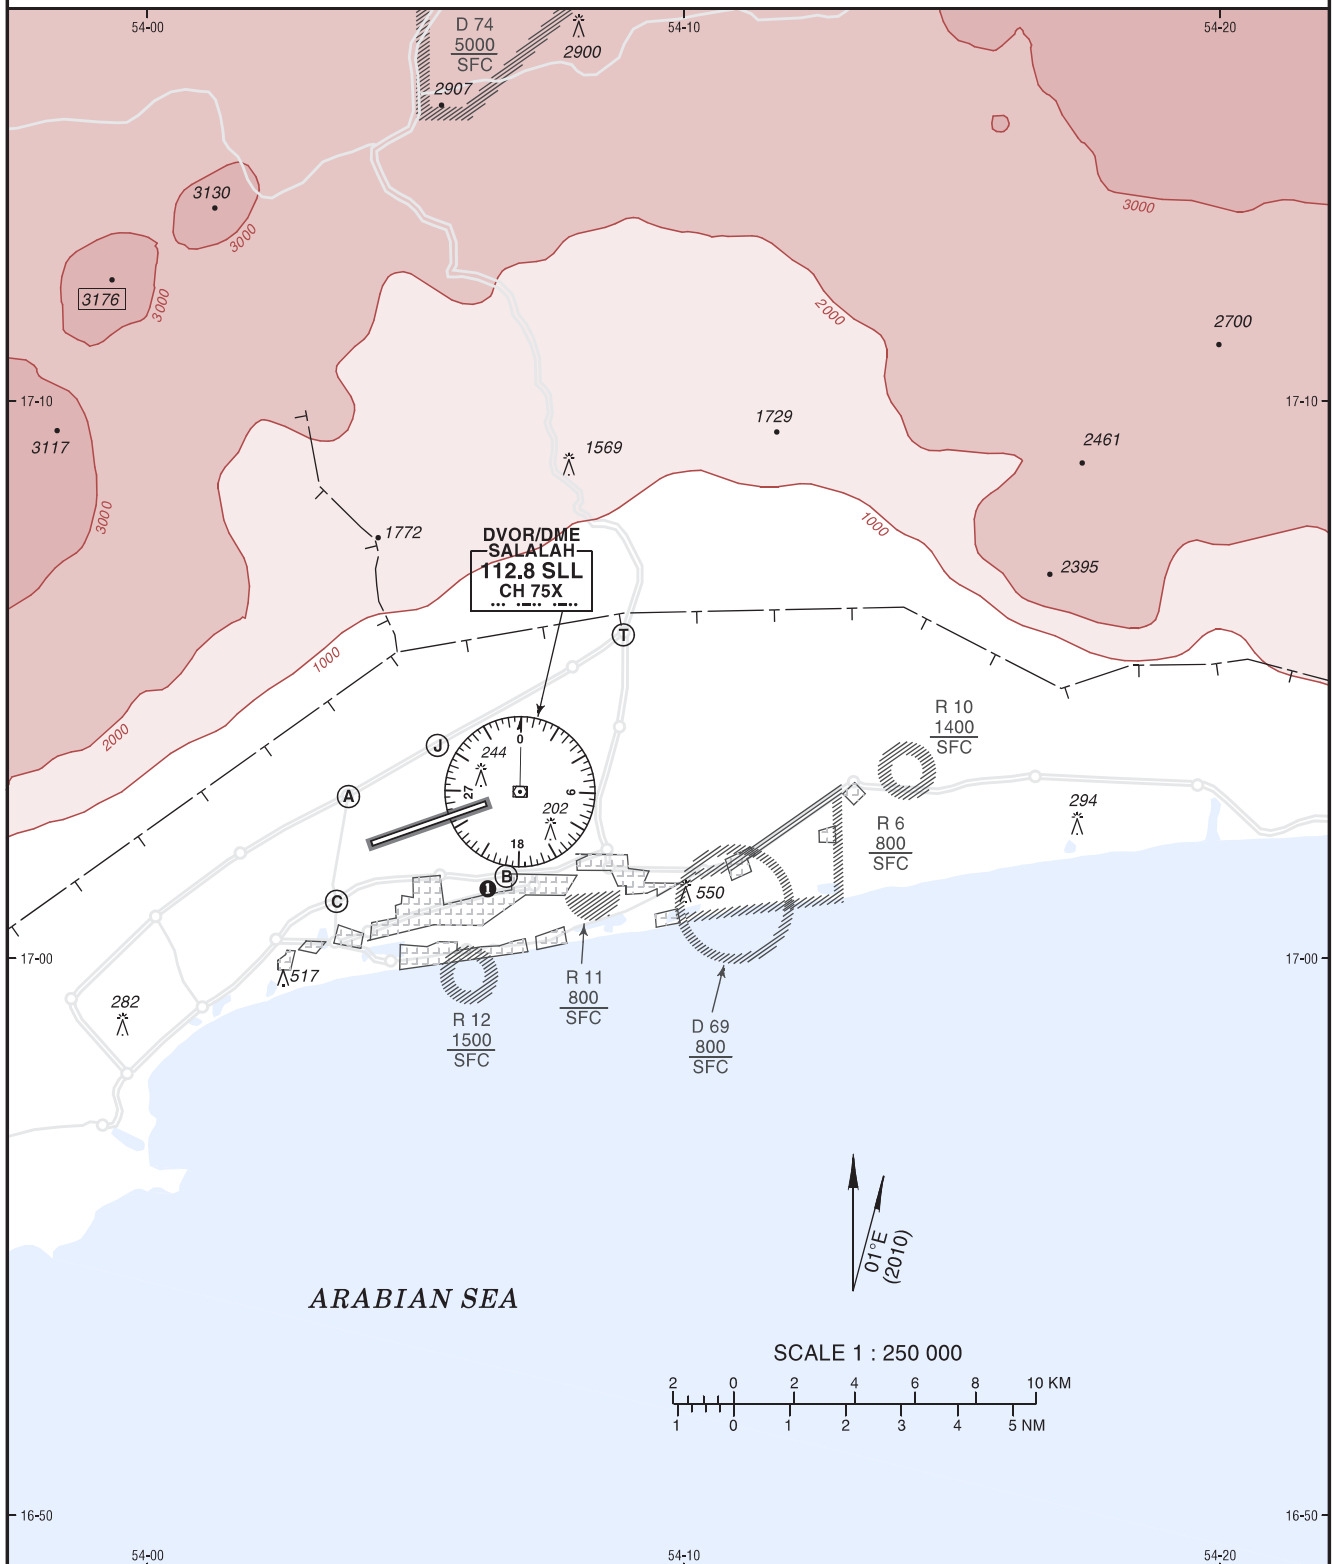 54-00
54-10
54-20
D 74
5000
SFC
2900
2907
3130
3000
3000
3176
3000
2000
2700
17-10
17-10
3117
1729
2461
1569
3000
1000
1772
DVOR/DME
SALALAH
112.8 SLL
CH 75X
2395
T
1000
R 10
1400
SFC
2000
J
244
0
A
27
6
202
294
R 6
800
SFC
18
B
1
550
C
17-00
517
17-00
282
R 11
800
SFC
R 12
1500
SFC
D 69
800
SFC
01°E
(2010)
ARABIAN SEA
SCALE 1 : 250 000
2 0 2 4 6 8 10 KM
1 0 1 2 3 4 5 NM
16-50
16-50
54-00
54-10
54-20